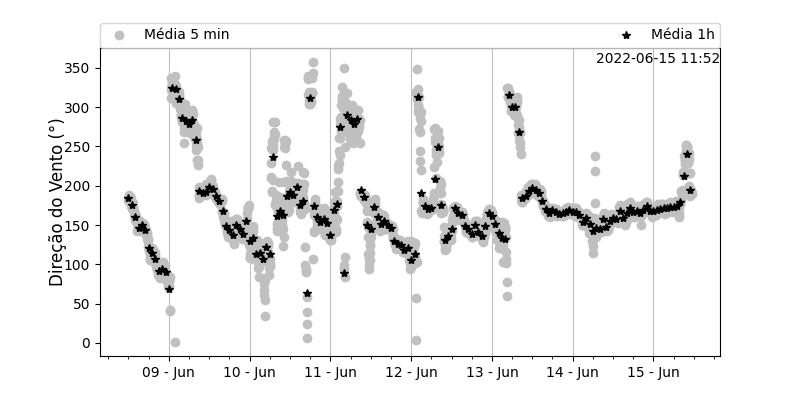 Média 5 min
Média 1h
2022-06-15 11:52
Direção do Vento (°)
350
300
250
200
150
100
50
0
09 - Jun
10 - Jun
11 - Jun
12 - Jun
13 - Jun
14 - Jun
15 - Jun